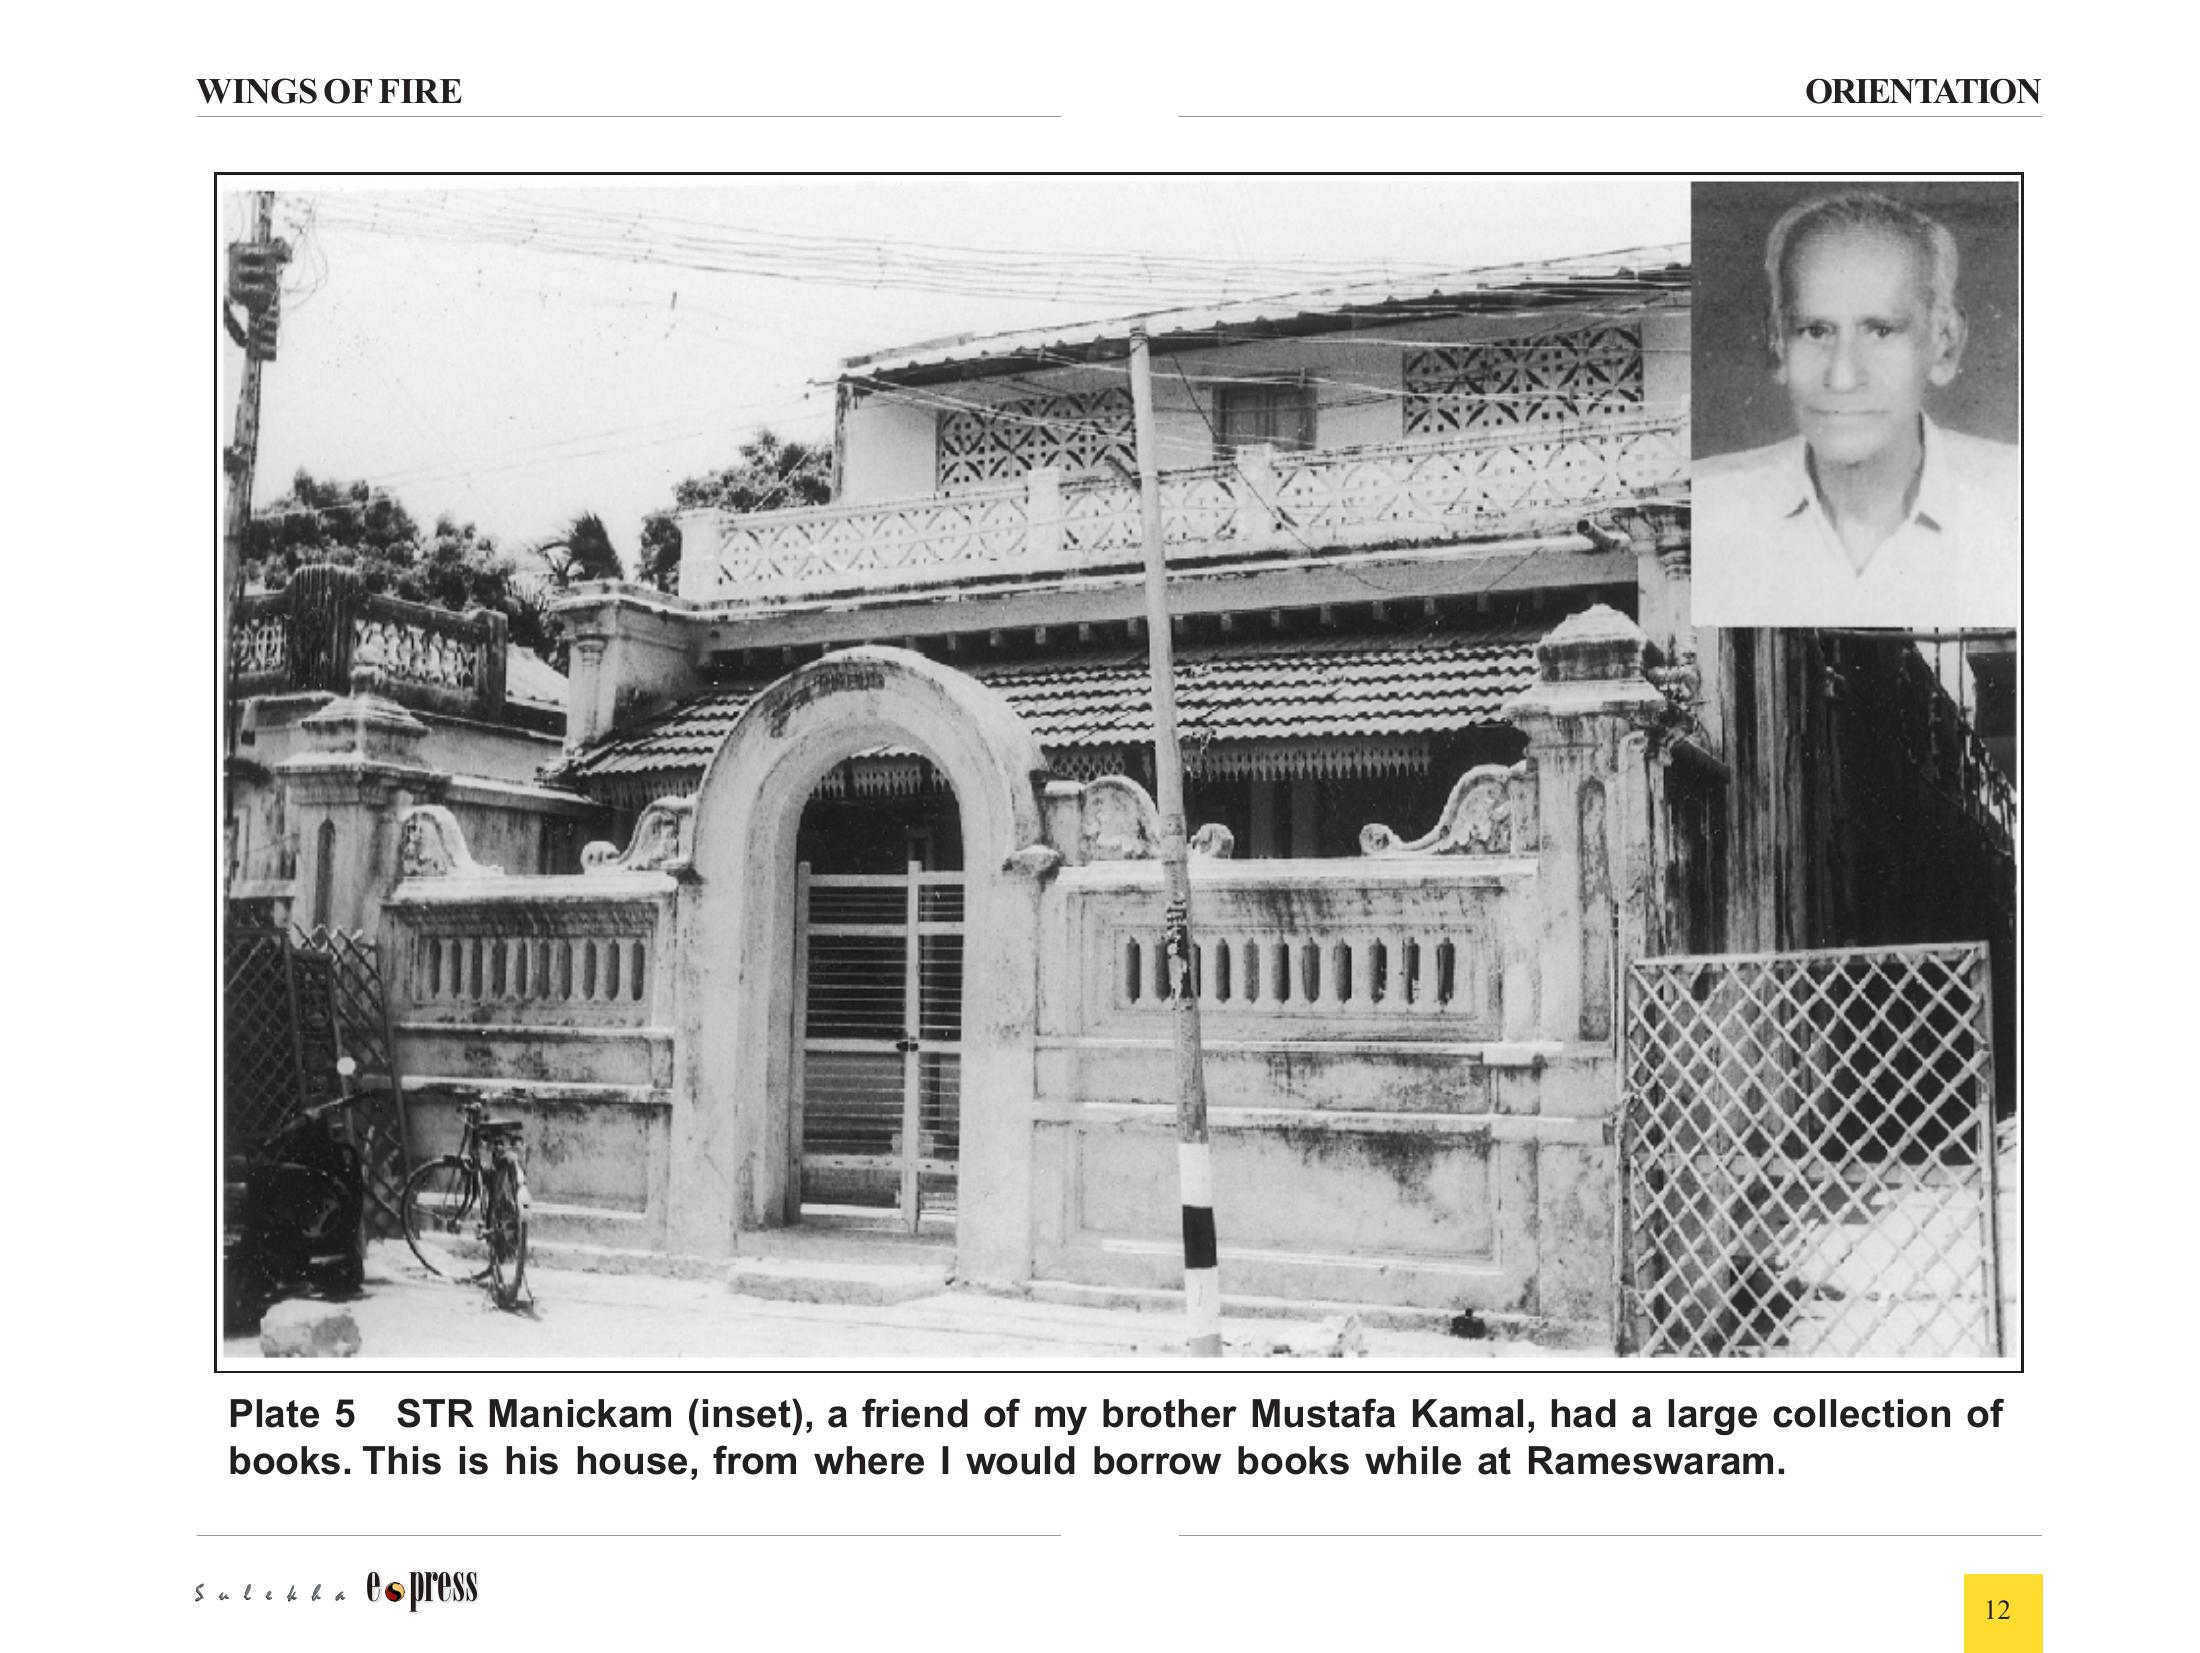 WINGS OF FIRE
ORIENTATION
Plate 5 STR Manickam (inset), a friend of my brother Mustafa Kamal, had a large collection of
books. This is his house, from where I would borrow books while at Rameswaram.
Sulekha e press
12